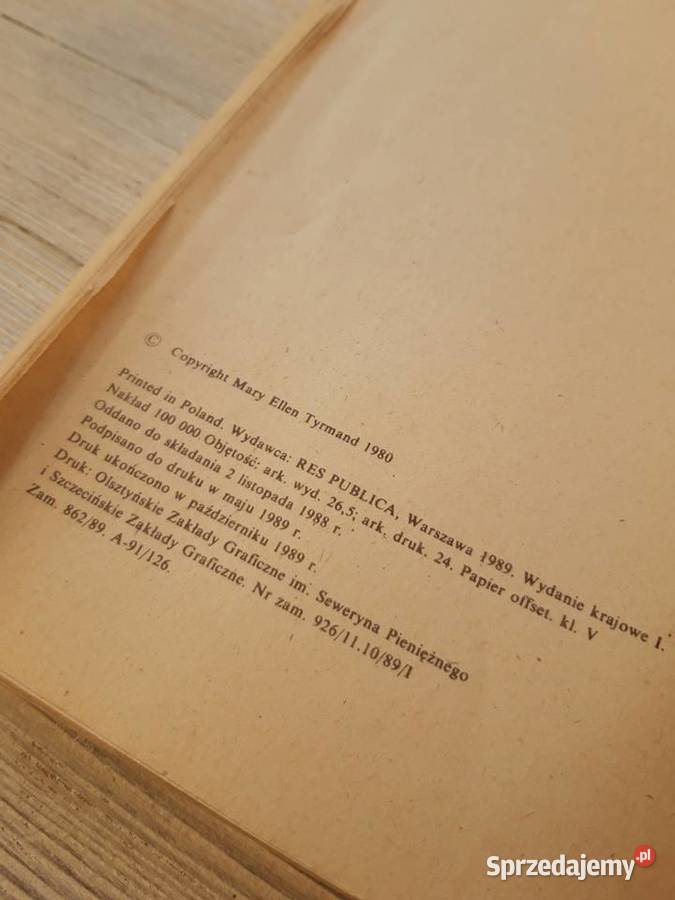 © Copyright Mary Ellen Tyrmand 1980
Printed in Poland. Wydawca: RES PUBLICA, Warszawa 1989. Wydanie krajowe I.
Nakład 100 000 Objętość: ark. wyd. 26,5; ark. druk. 24. Papier offset. kl. V
Oddano do składania 2 listopada 1988 r.
Podpisano do druku w maju 1989 r.
Druk ukończono w październiku 1989 r.
Druk: Olsztyńskie Zakłady Graficzne im. Seweryna Pieniężnego
i Szczecińskie Zakłady Graficzne. Nr zam. 926/11.10/89/I
Zam. 862/89. A-91/126.
Sprzedajemy.pl